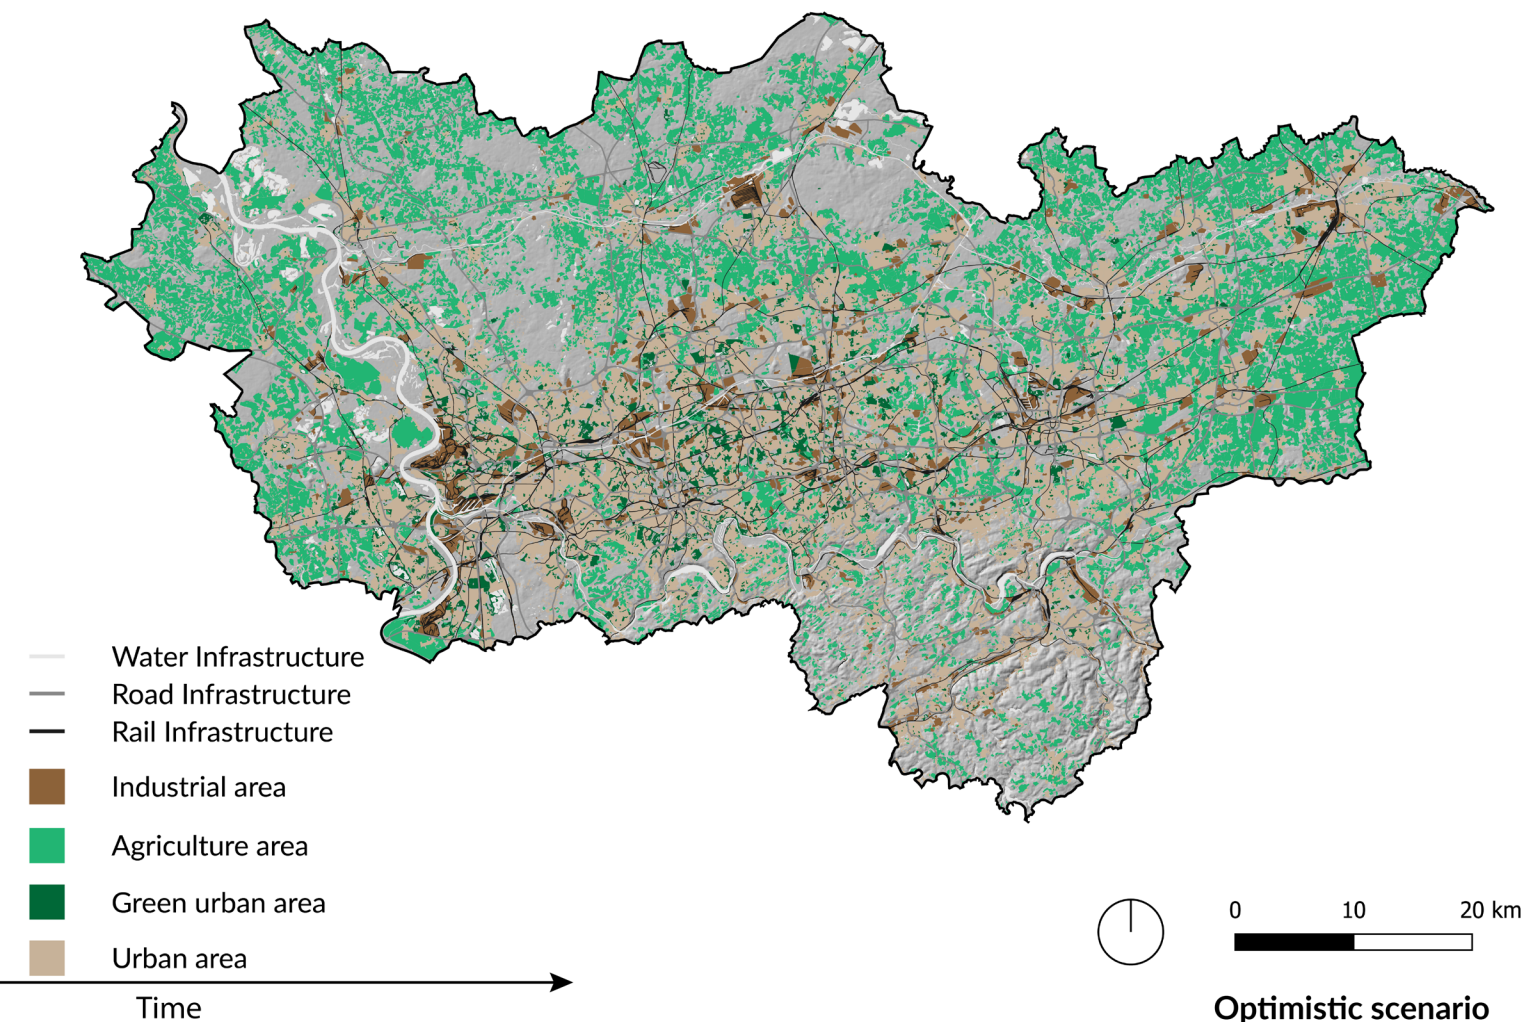 Water Infrastructure
Road Infrastructure
Rail Infrastructure
Industrial area
Agriculture area
Green urban area
Urban area
Time
0 10 20 km
Optimistic scenario